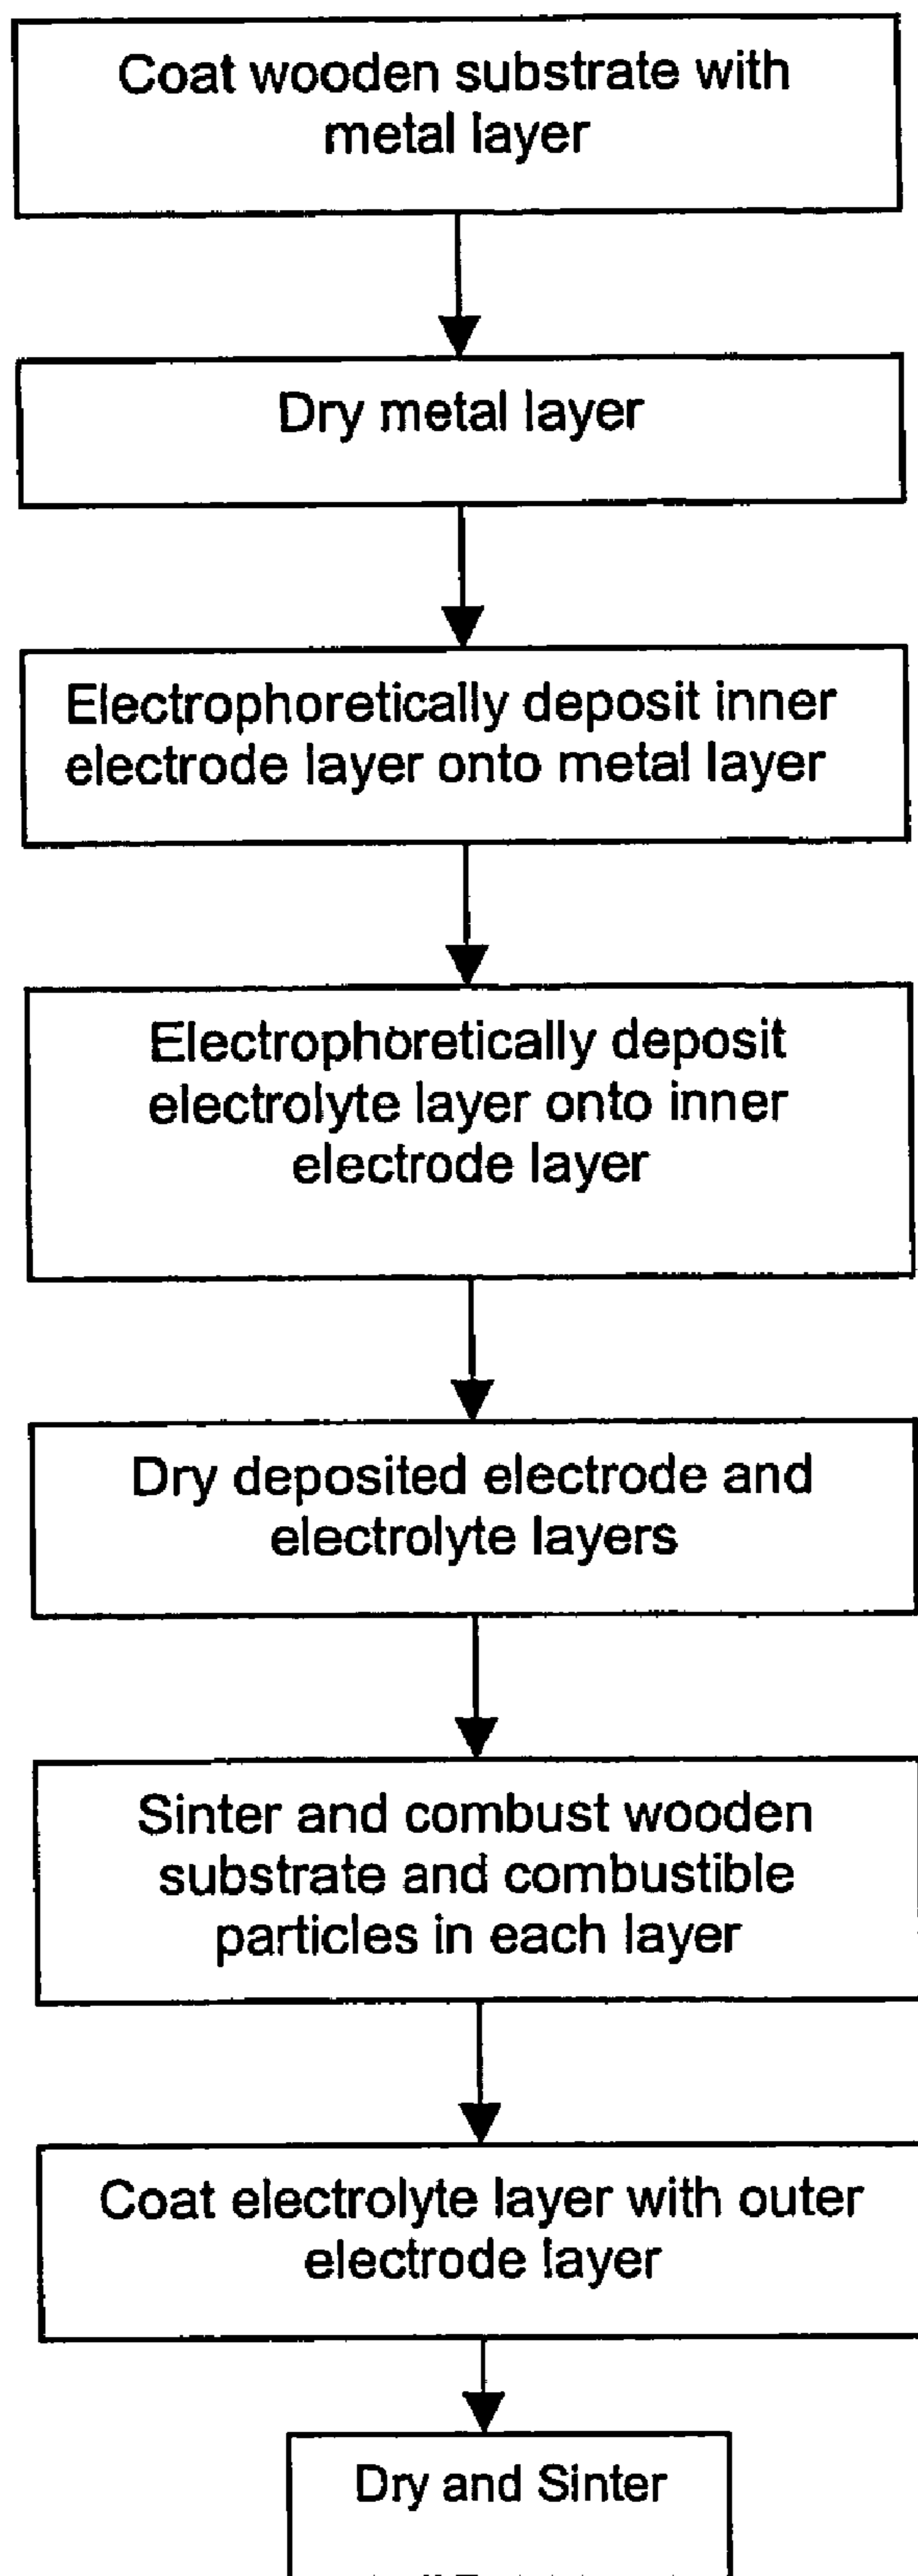 Coat wooden substrate with
metal layer
Dry metal layer
Electrophoretically deposit inner
electrode layer onto metal layer
Electrophoretically deposit
electrolyte layer onto inner
electrode layer
Dry deposited electrode and
electrolyte layers
Sinter and combust wooden
substrate and combustible
particles in each layer
Coat electrolyte layer with outer
electrode layer
Dry and Sinter